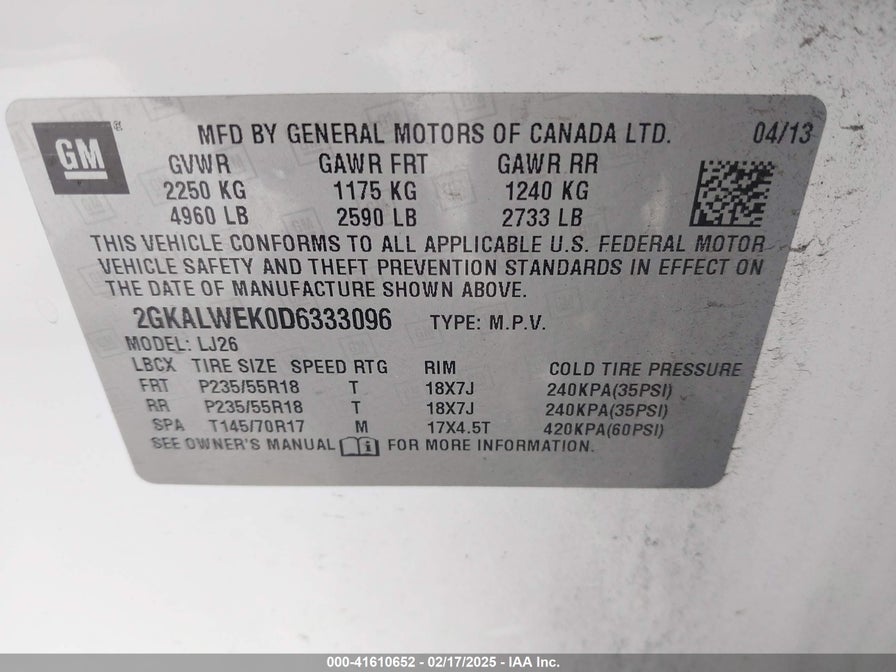 GM ® MFD BY GENERAL MOTORS OF CANADA LTD. 04/13
GVWR GAWR FRT GAWR RR
2250 KG 1175 KG 1240 KG
4960 LB 2590 LB 2733 LB
THIS VEHICLE CONFORMS TO ALL APPLICABLE U.S. FEDERAL MOTOR
VEHICLE SAFETY AND THEFT PREVENTION STANDARDS IN EFFECT ON
THE DATE OF MANUFACTURE SHOWN ABOVE.
2GKALWEK0D6333096 TYPE: M.P.V.
MODEL: LJ26
LBCX TIRE SIZE SPEED RTG RIM COLD TIRE PRESSURE
FRT P235/55R18 T 18X7J 240KPA(35PSI)
RR P235/55R18 T 18X7J 240KPA(35PSI)
SPA T145/70R17 M 17X4.5T 420KPA(60PSI)
SEE OWNER'S MANUAL FOR MORE INFORMATION.
000-41610652 - 02/17/2025 - IAA Inc.